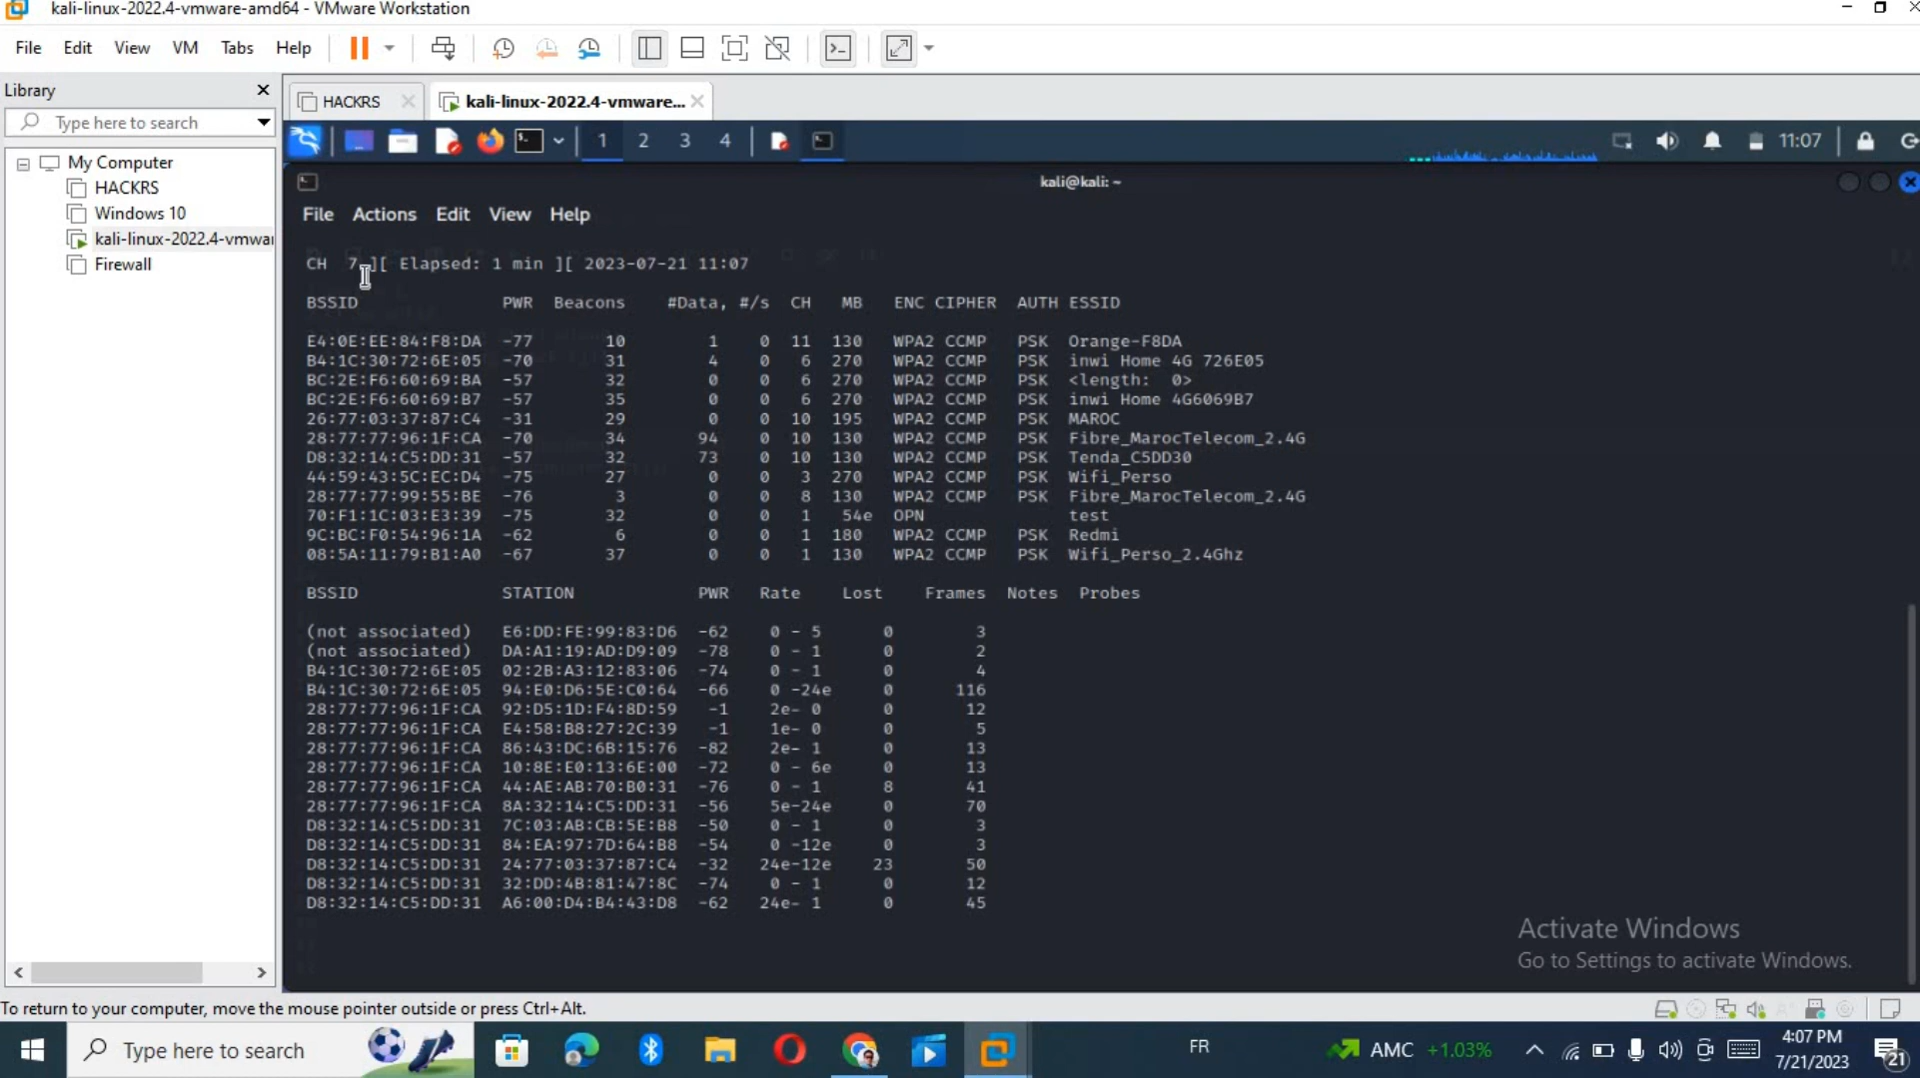 kali-linux-2022.4-vmware-amd64 - VMware Workstation
File Edit View VM Tabs Help
Library
Type here to search
My Computer
HACKRS
Windows 10
kali-linux-2022.4-vmwar
Firewall
HACKRS kali-linux-2022.4-vmware...
1 2 3 4 11:07
kali@kali: ~
File Actions Edit View Help
CH 7 ][ Elapsed: 1 min ][ 2023-07-21 11:07
BSSID PWR Beacons #Data, #/s CH MB ENC CIPHER AUTH ESSID
E4:0E:EE:84:F8:DA -77 10 1 0 11 130 WPA2 CCMP PSK Orange-F8DA
B4:1C:30:72:6E:05 -70 31 4 0 6 270 WPA2 CCMP PSK inwi Home 4G 726E05
BC:2E:F6:60:69:BA -57 32 0 0 6 270 WPA2 CCMP PSK <length: 0>
BC:2E:F6:60:69:B7 -57 35 0 0 6 270 WPA2 CCMP PSK inwi Home 4G6069B7
26:77:03:37:87:C4 -31 29 0 0 10 195 WPA2 CCMP PSK MAROC
28:77:77:96:1F:CA -70 34 94 0 10 130 WPA2 CCMP PSK Fibre_MarocTelecom_2.4G
D8:32:14:C5:DD:31 -57 32 73 0 10 130 WPA2 CCMP PSK Tenda_C5DD30
44:59:43:5C:EC:D4 -75 27 0 0 3 270 WPA2 CCMP PSK Wifi_Perso
28:77:77:99:55:BE -76 3 0 0 8 130 WPA2 CCMP PSK Fibre_MarocTelecom_2.4G
70:F1:1C:03:E3:39 -75 32 0 0 1 54e OPN test
9C:BC:F0:54:96:1A -62 6 0 0 1 180 WPA2 CCMP PSK Redmi
08:5A:11:79:B1:A0 -67 37 0 0 1 130 WPA2 CCMP PSK Wifi_Perso_2.4Ghz
BSSID STATION PWR Rate Lost Frames Notes Probes
(not associated) E6:DD:FE:99:83:D6 -62 0 - 5 0 3
(not associated) DA:A1:19:AD:D9:09 -78 0 - 1 0 2
B4:1C:30:72:6E:05 02:2B:A3:12:83:06 -74 0 - 1 0 4
B4:1C:30:72:6E:05 94:E0:D6:5E:C0:64 -66 0 -24e 0 116
28:77:77:96:1F:CA 92:D5:1D:F4:8D:59 -1 2e- 0 0 12
28:77:77:96:1F:CA E4:58:B8:27:2C:39 -1 1e- 0 0 5
28:77:77:96:1F:CA 86:43:DC:6B:15:76 -82 2e- 1 0 13
28:77:77:96:1F:CA 10:8E:E0:13:6E:00 -72 0 - 6e 0 13
28:77:77:96:1F:CA 44:AE:AB:70:B0:31 -76 0 - 1 8 41
28:77:77:96:1F:CA 8A:32:14:C5:DD:31 -56 5e-24e 0 70
D8:32:14:C5:DD:31 7C:03:AB:CB:5E:B8 -50 0 - 1 0 3
D8:32:14:C5:DD:31 84:EA:97:7D:64:B8 -54 0 -12e 0 3
D8:32:14:C5:DD:31 24:77:03:37:87:C4 -32 24e-12e 23 50
D8:32:14:C5:DD:31 32:DD:4B:81:47:8C -74 0 - 1 0 12
D8:32:14:C5:DD:31 A6:00:D4:B4:43:D8 -62 24e- 1 0 45
Activate Windows
Go to Settings to activate Windows.
To return to your computer, move the mouse pointer outside or press Ctrl+Alt.
Type here to search
FR
AMC +1.03%
4:07 PM
7/21/2023
21